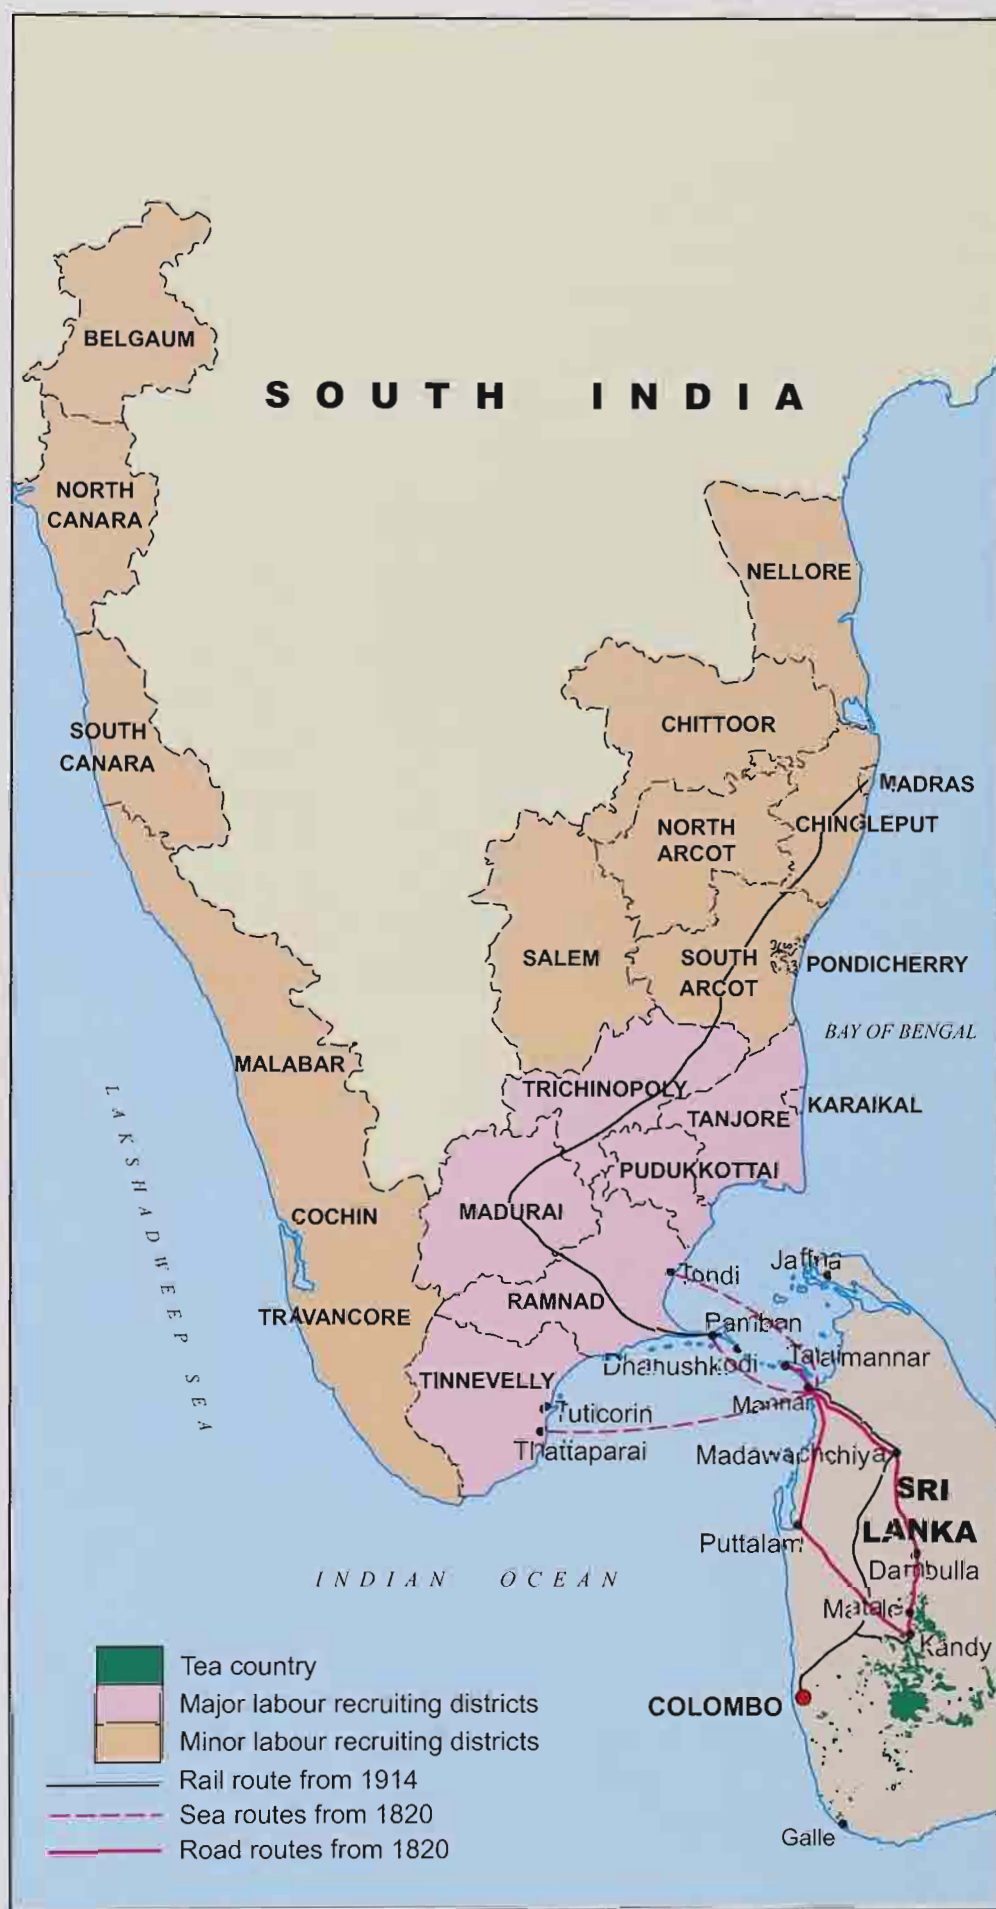 BELGAUM
SOUTH INDIA
NORTH
CANARA
NELLORE
SOUTH
CANARA
CHITTOOR
MADRAS
CHINGLEPUT
NORTH
ARCOT
SALEM
SOUTH
ARCOT
PONDICHERRY
BAY OF BENGAL
MALABAR
TRICHINOPOLY
TANJORE
KARAIKAL
PUDUKKOTTAI
LAKSHADWEEP SEA
COCHIN
MADURAI
Jaffna
Tondi
RAMNAD
TRAVANCORE
Pamban
Dhanushkodi
Talaimannar
TINNEVELLY
Mannar
Tuticorin
Thattaparai
Madawachchiya
SRI
LANKA
Puttalam
Dambulla
INDIAN OCEAN
Matale
Kandy
COLOMBO
Galle
Tea country
Major labour recruiting districts
Minor labour recruiting districts
Rail route from 1914
Sea routes from 1820
Road routes from 1820